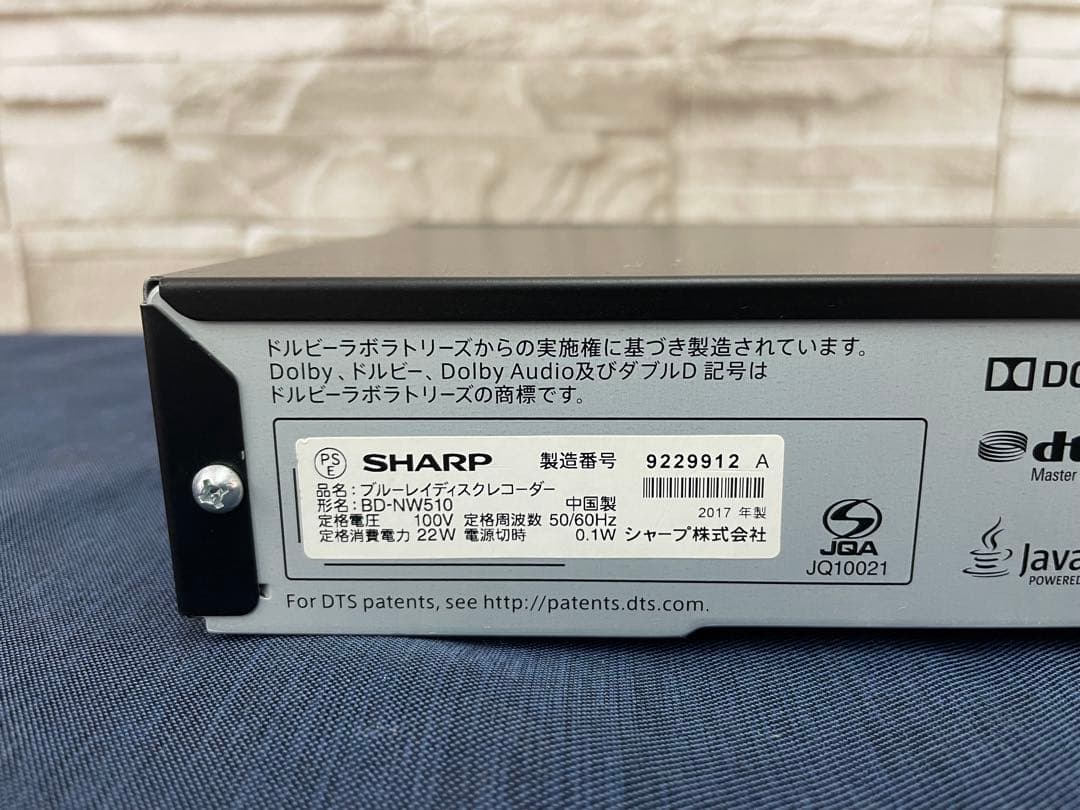 ドルビーラボラトリーズからの実施権に基づき製造されています。
Dolby、ドルビー、Dolby Audio及びダブルD 記号は
ドルビーラボラトリーズの商標です。
PSE SHARP 製造番号 9229912 A
品名：ブルーレイディスクレコーダー
形名：BD-NW510 中国製 2017 年製
定格電圧 100V 定格周波数 50/60Hz
定格消費電力 22W 電源切時 0.1W シャープ株式会社
JQA
JQ10021
For DTS patents, see http://patents.dts.com.
Master
Java
POWERED